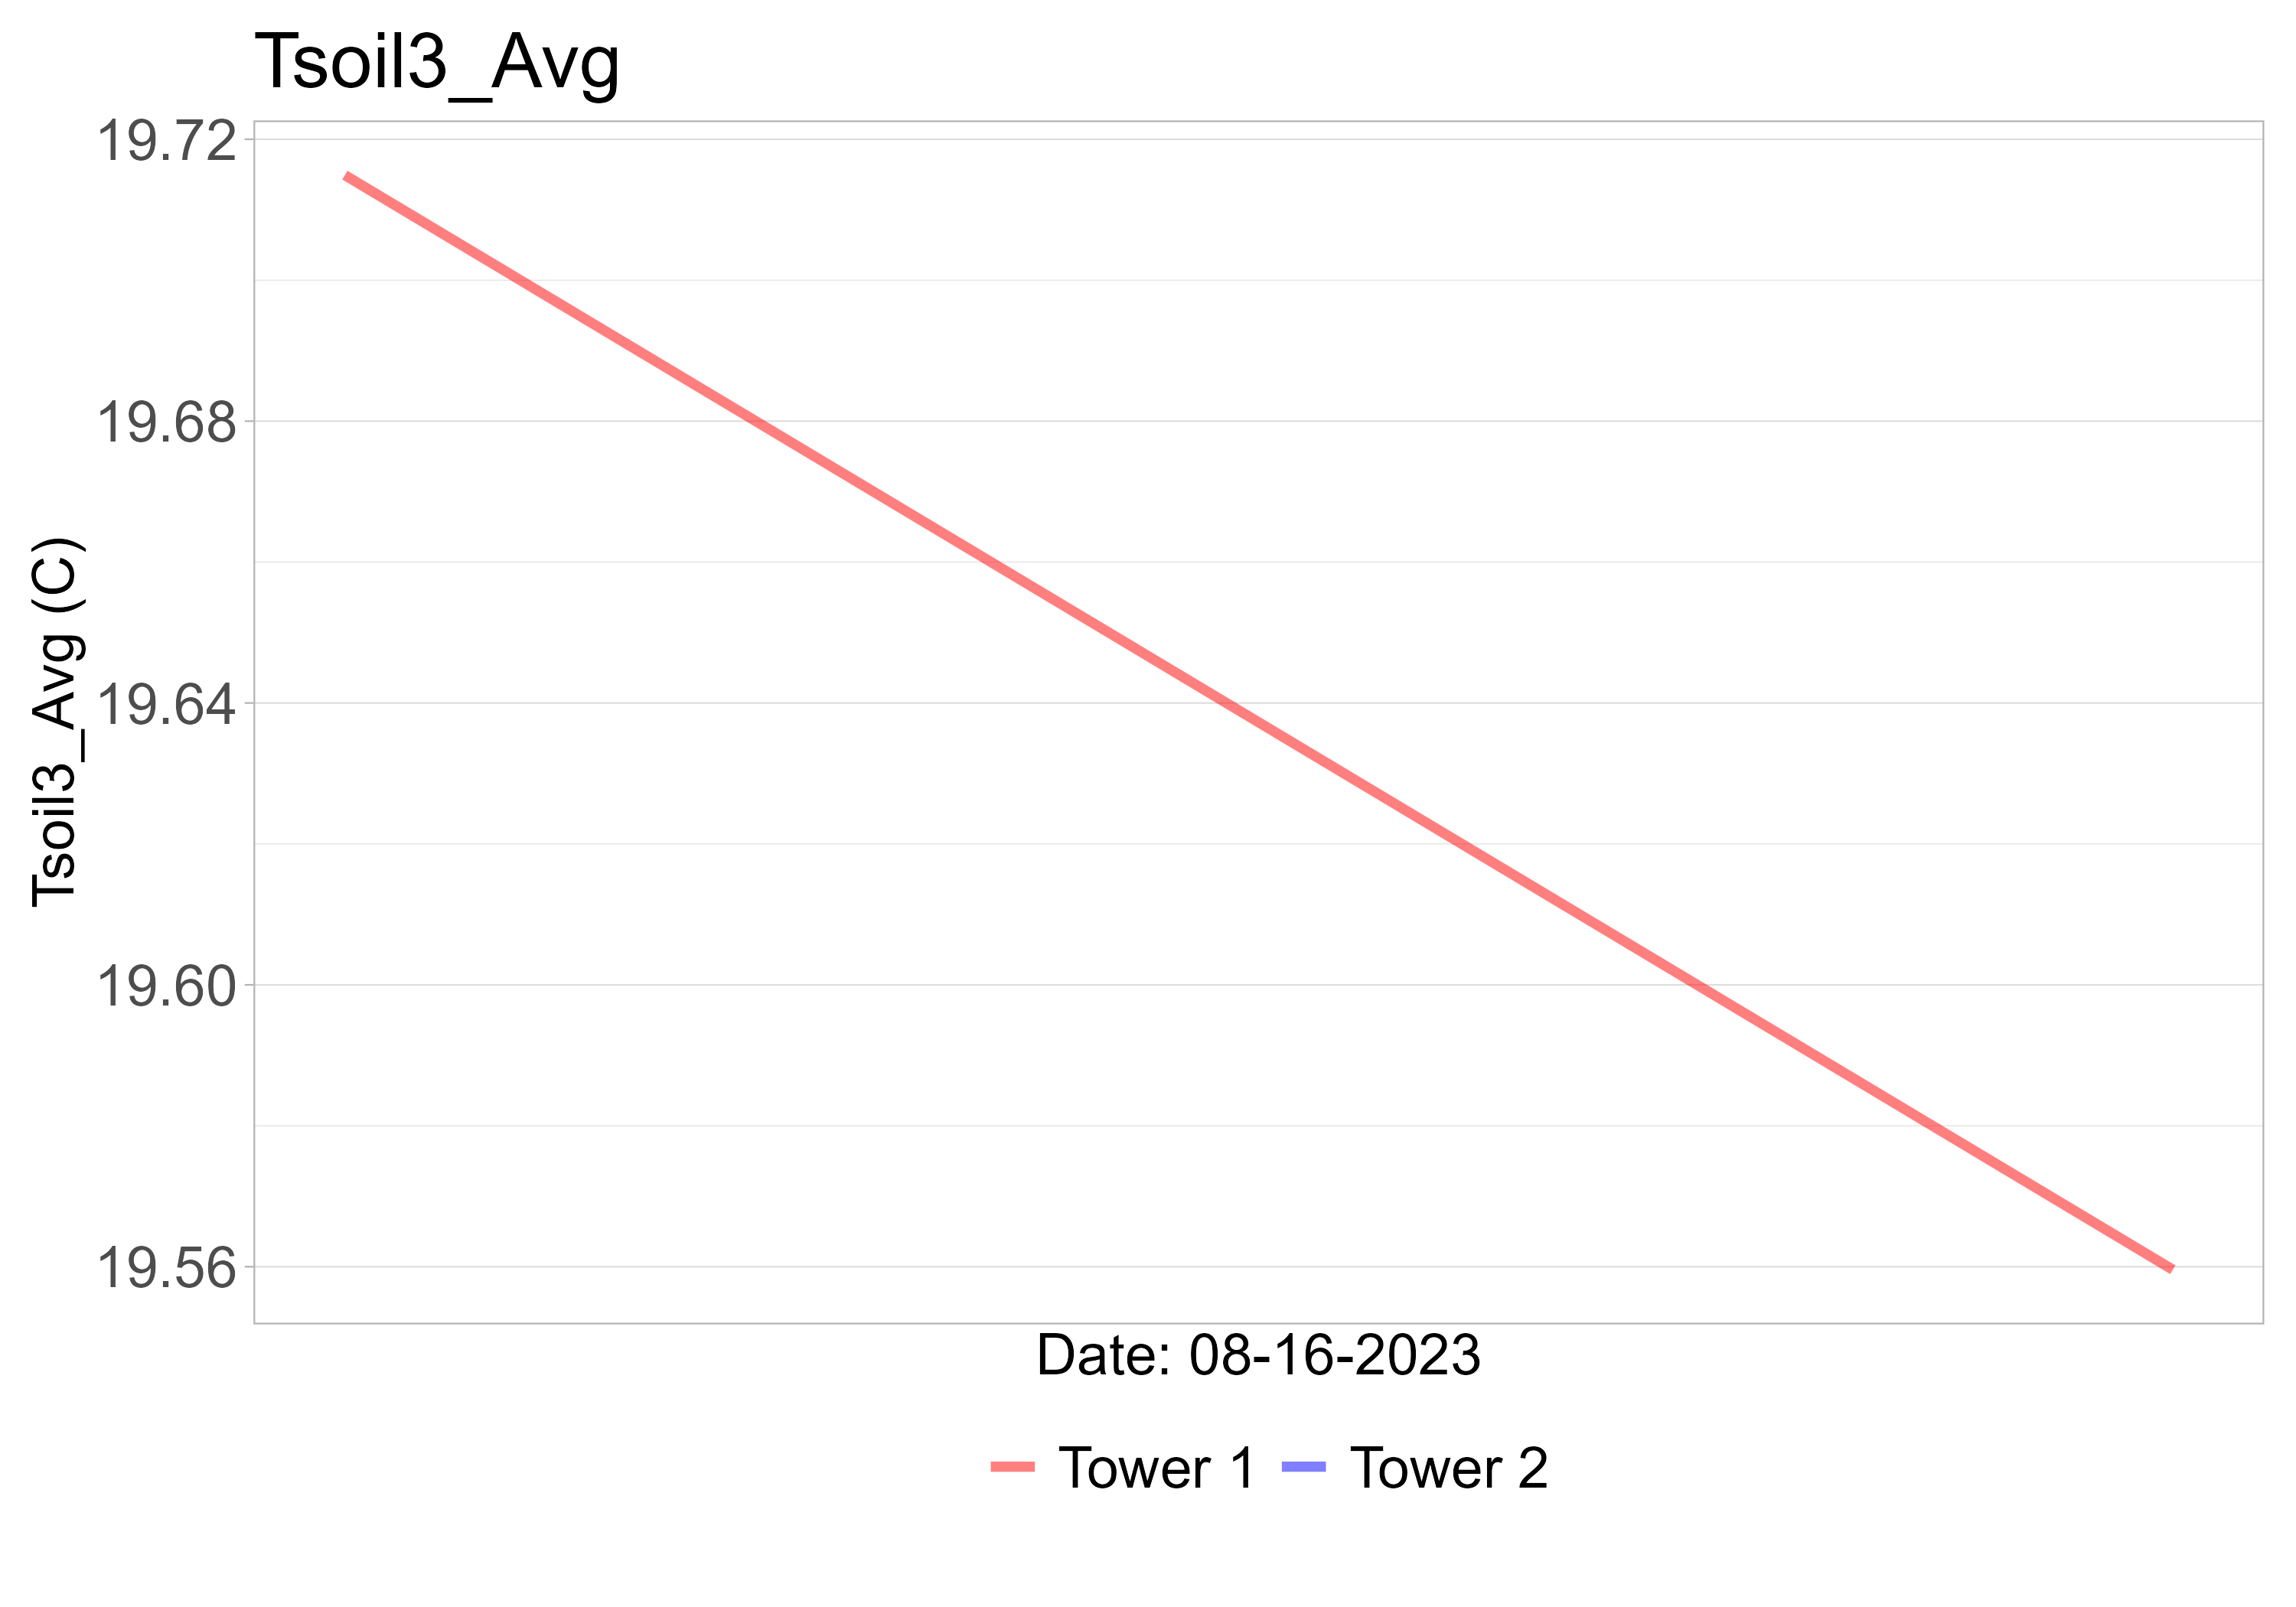 Tsoil3_Avg
Tsoil3_Avg (C)
19.72
19.68
19.64
19.60
19.56
Date: 08-16-2023
Tower 1
Tower 2